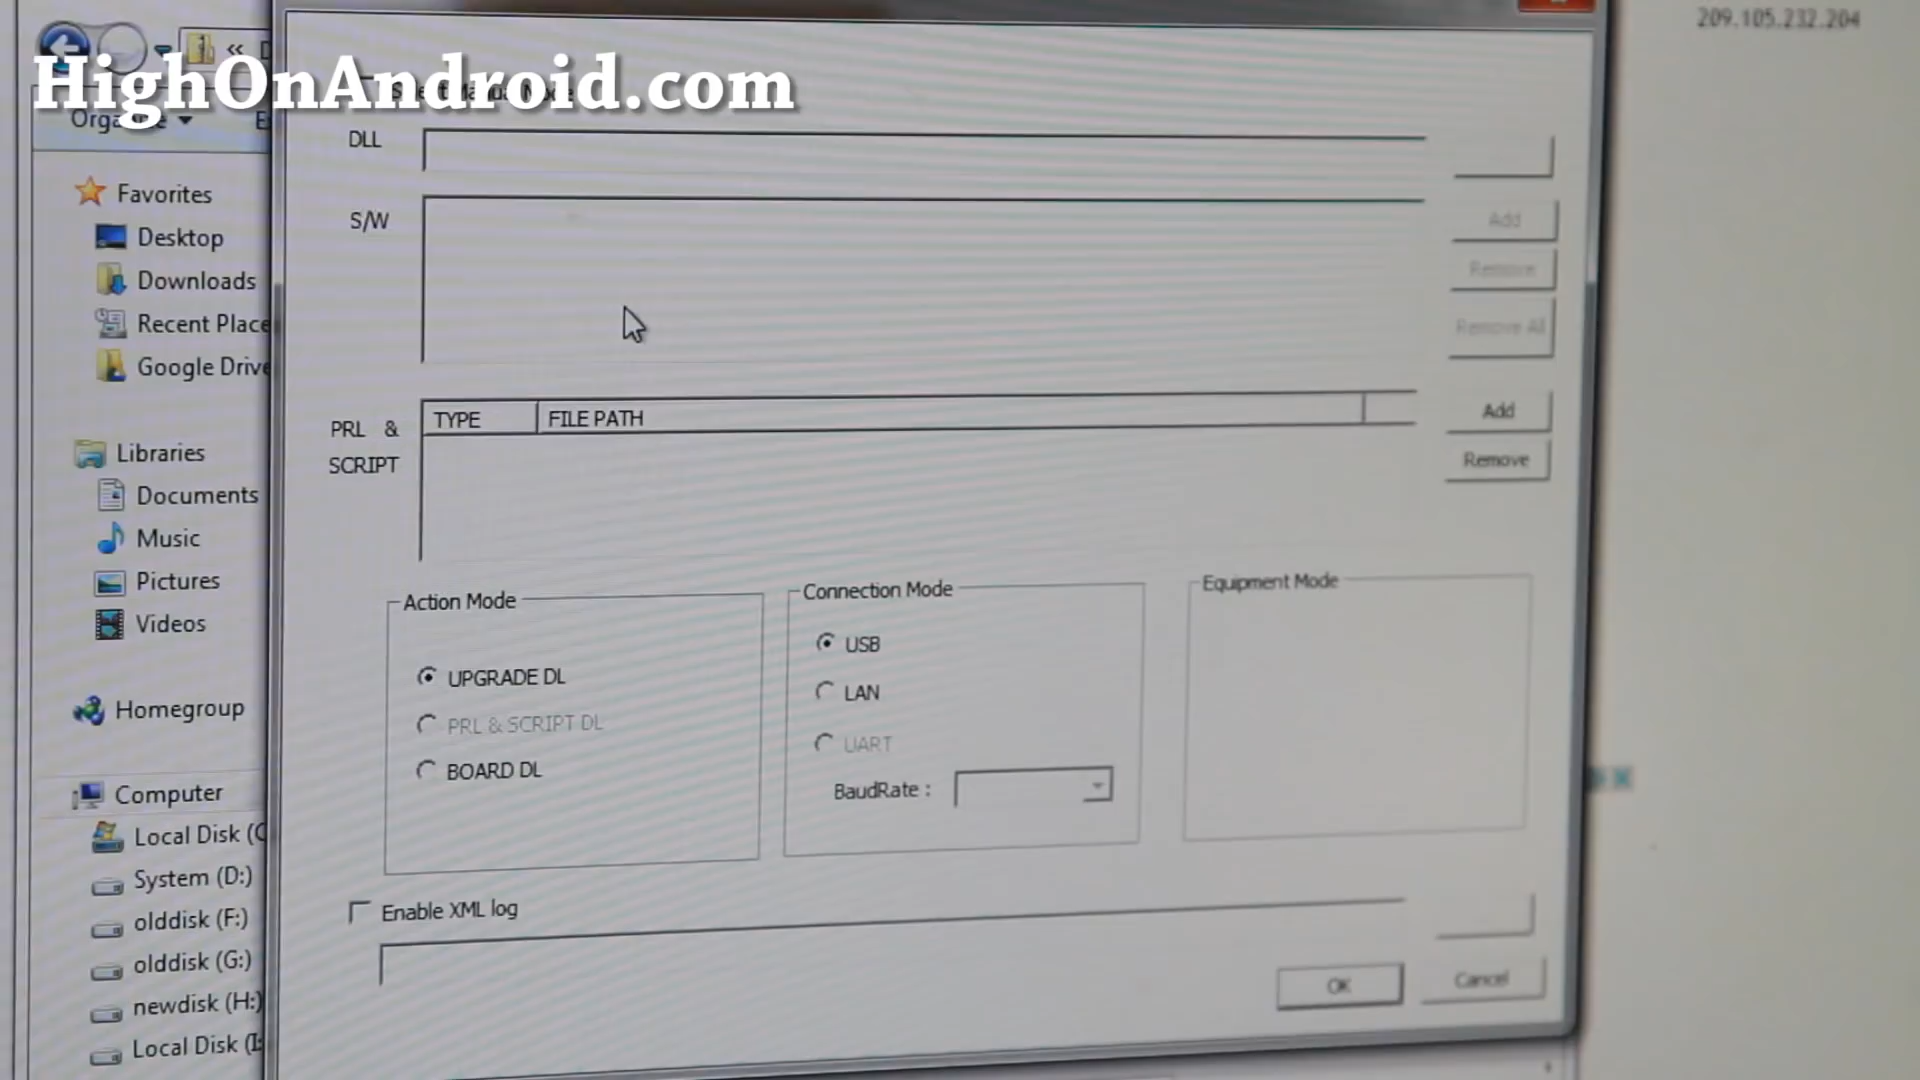 209.105.232.204
HighOnAndroid.com
DLL
S/W
Add
Remove
Remove All
Favorites
Desktop
Downloads
Recent Place
Google Drive
Libraries
Documents
Music
Pictures
Videos
Homegroup
Computer
Local Disk (C
System (D:)
olddisk (F:)
olddisk (G:)
newdisk (H:)
Local Disk (I:
PRL &
SCRIPT
TYPE
FILE PATH
Add
Remove
Action Mode
UPGRADE DL
PRL & SCRIPT DL
BOARD DL
Connection Mode
USB
LAN
UART
BaudRate :
Equipment Mode
Enable XML log
OK
Cancel